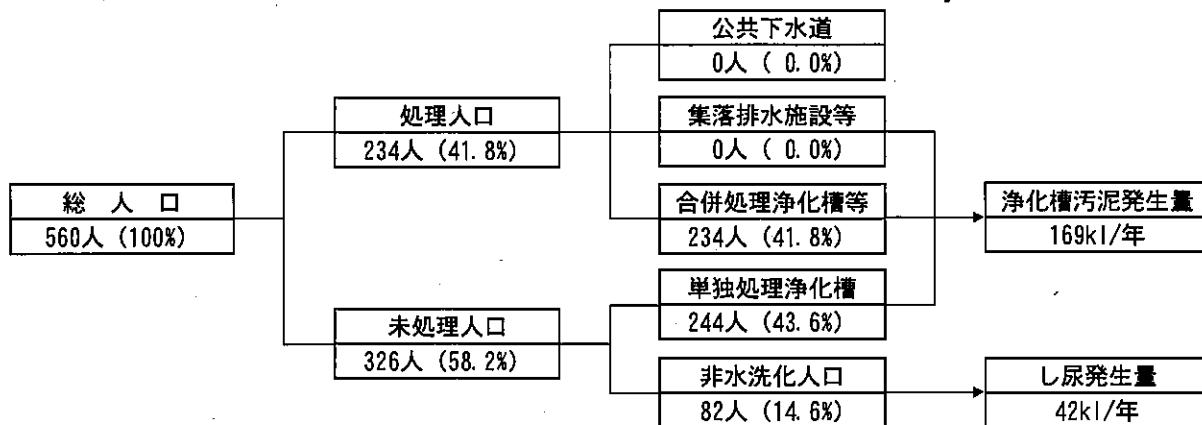 公共下水道
0人 ( 0.0%)
処理人口
234人 (41.8%)
集落排水施設等
0人 ( 0.0%)
総 人 口
560人 (100%)
合併処理浄化槽等
234人 (41.8%)
浄化槽汚泥発生量
169kl/年
未処理人口
326人 (58.2%)
単独処理浄化槽
244人 (43.6%)
非水洗化人口
82人 (14.6%)
し尿発生量
42kl/年